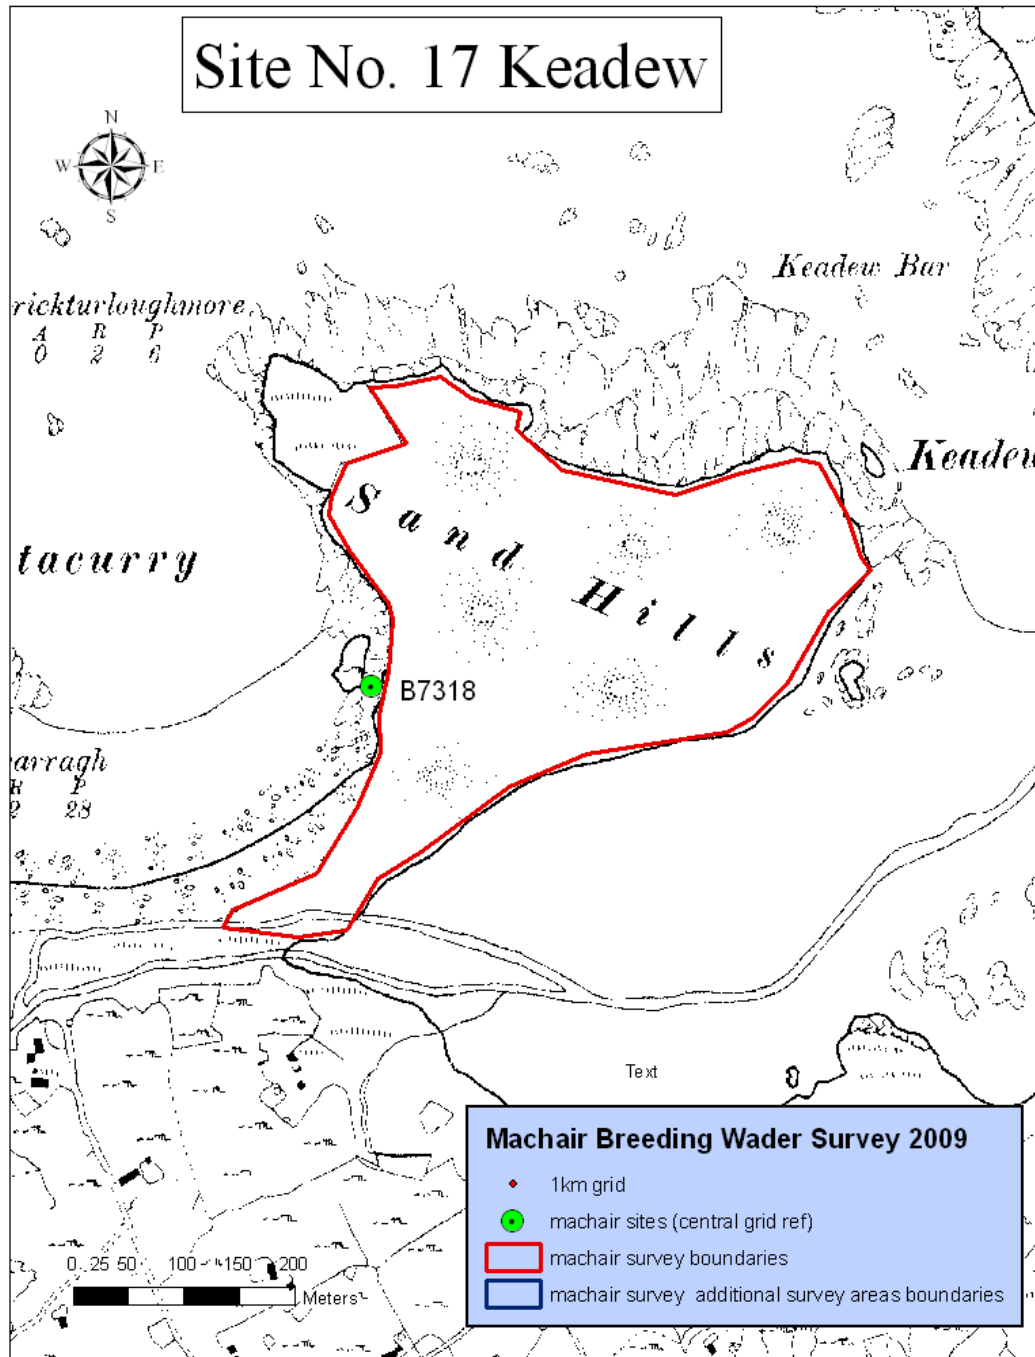 Site No. 17 Keadew
N
W E
S
Keadew Bar
rickturloughmore
A R P
0 2 6
Keadew
Sand Hills
tacurry
B7318
arragh
R P
2 28
Text
Machair Breeding Wader Survey 2009
1km grid
machair sites (central grid ref)
machair survey boundaries
machair survey additional survey areas boundaries
0 25 50 100 150 200
Meters